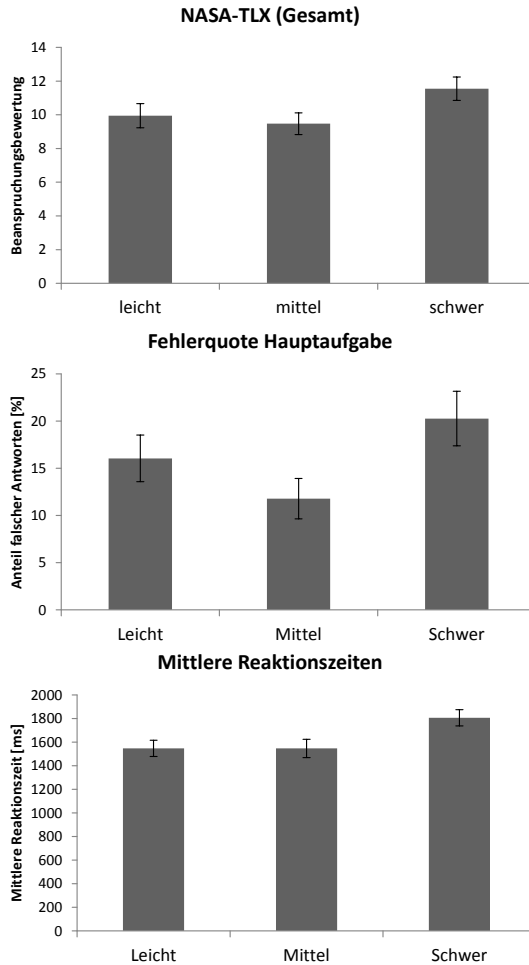 NASA-TLX (Gesamt)
Beanspruchungsbewertung
14
12
10
8
6
4
2
0
leicht mittel schwer
Fehlerquote Hauptaufgabe
Anteil falscher Antworten [%]
25
20
15
10
5
0
Leicht Mittel Schwer
Mittlere Reaktionszeiten
Mittlere Reaktionszeit [ms]
2000
1800
1600
1400
1200
1000
800
600
400
200
0
Leicht Mittel Schwer